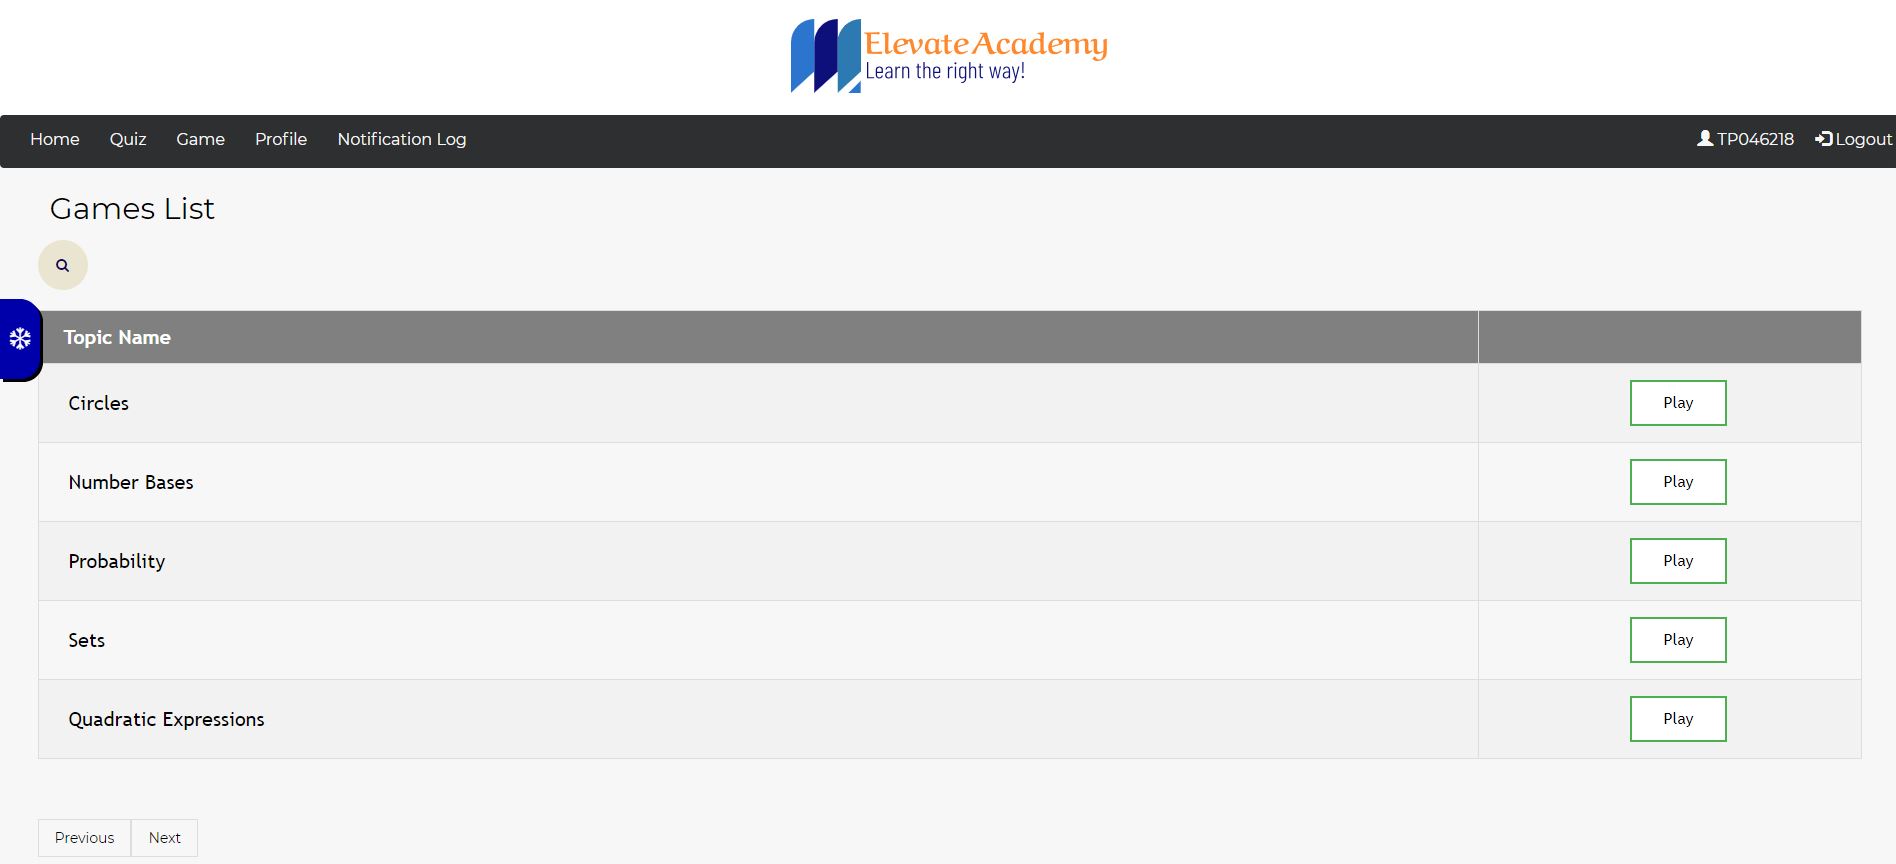 Elevate Academy
Learn the right way!
Home Quiz Game Profile Notification Log TP046218 Logout
Games List
Topic Name
Circles Play
Number Bases Play
Probability Play
Sets Play
Quadratic Expressions Play
Previous Next